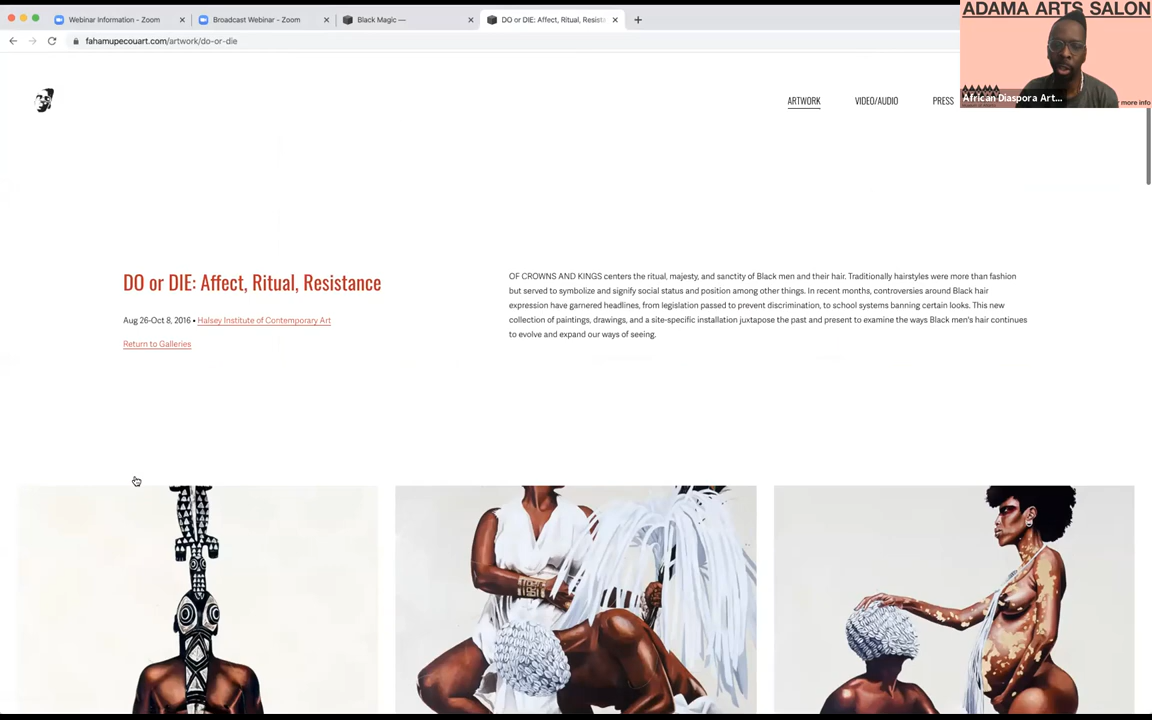 Webinar Information - Zoom
Broadcast Webinar - Zoom
Black Magic —
DO or DIE: Affect, Ritual, Resista
fahamupecouart.com/artwork/do-or-die
ADAMA ARTS SALON
African Diaspora Art...
more info
ARTWORK
VIDEO/AUDIO
PRESS
DO or DIE: Affect, Ritual, Resistance
Aug 26-Oct 8, 2016 • Halsey Institute of Contemporary Art
Return to Galleries
OF CROWNS AND KINGS centers the ritual, majesty, and sanctity of Black men and their hair. Traditionally hairstyles were more than fashion
but served to symbolize and signify social status and position among other things. In recent months, controversies around Black hair
expression have garnered headlines, from legislation passed to prevent discrimination, to school systems banning certain looks. This new
collection of paintings, drawings, and a site-specific installation juxtapose the past and present to examine the ways Black men's hair continues
to evolve and expand our ways of seeing.